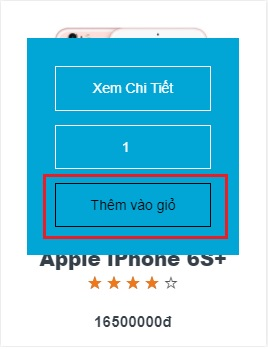 Xem Chi Tiết
1
Thêm vào giỏ
Apple iPhone 6S+
16500000đ